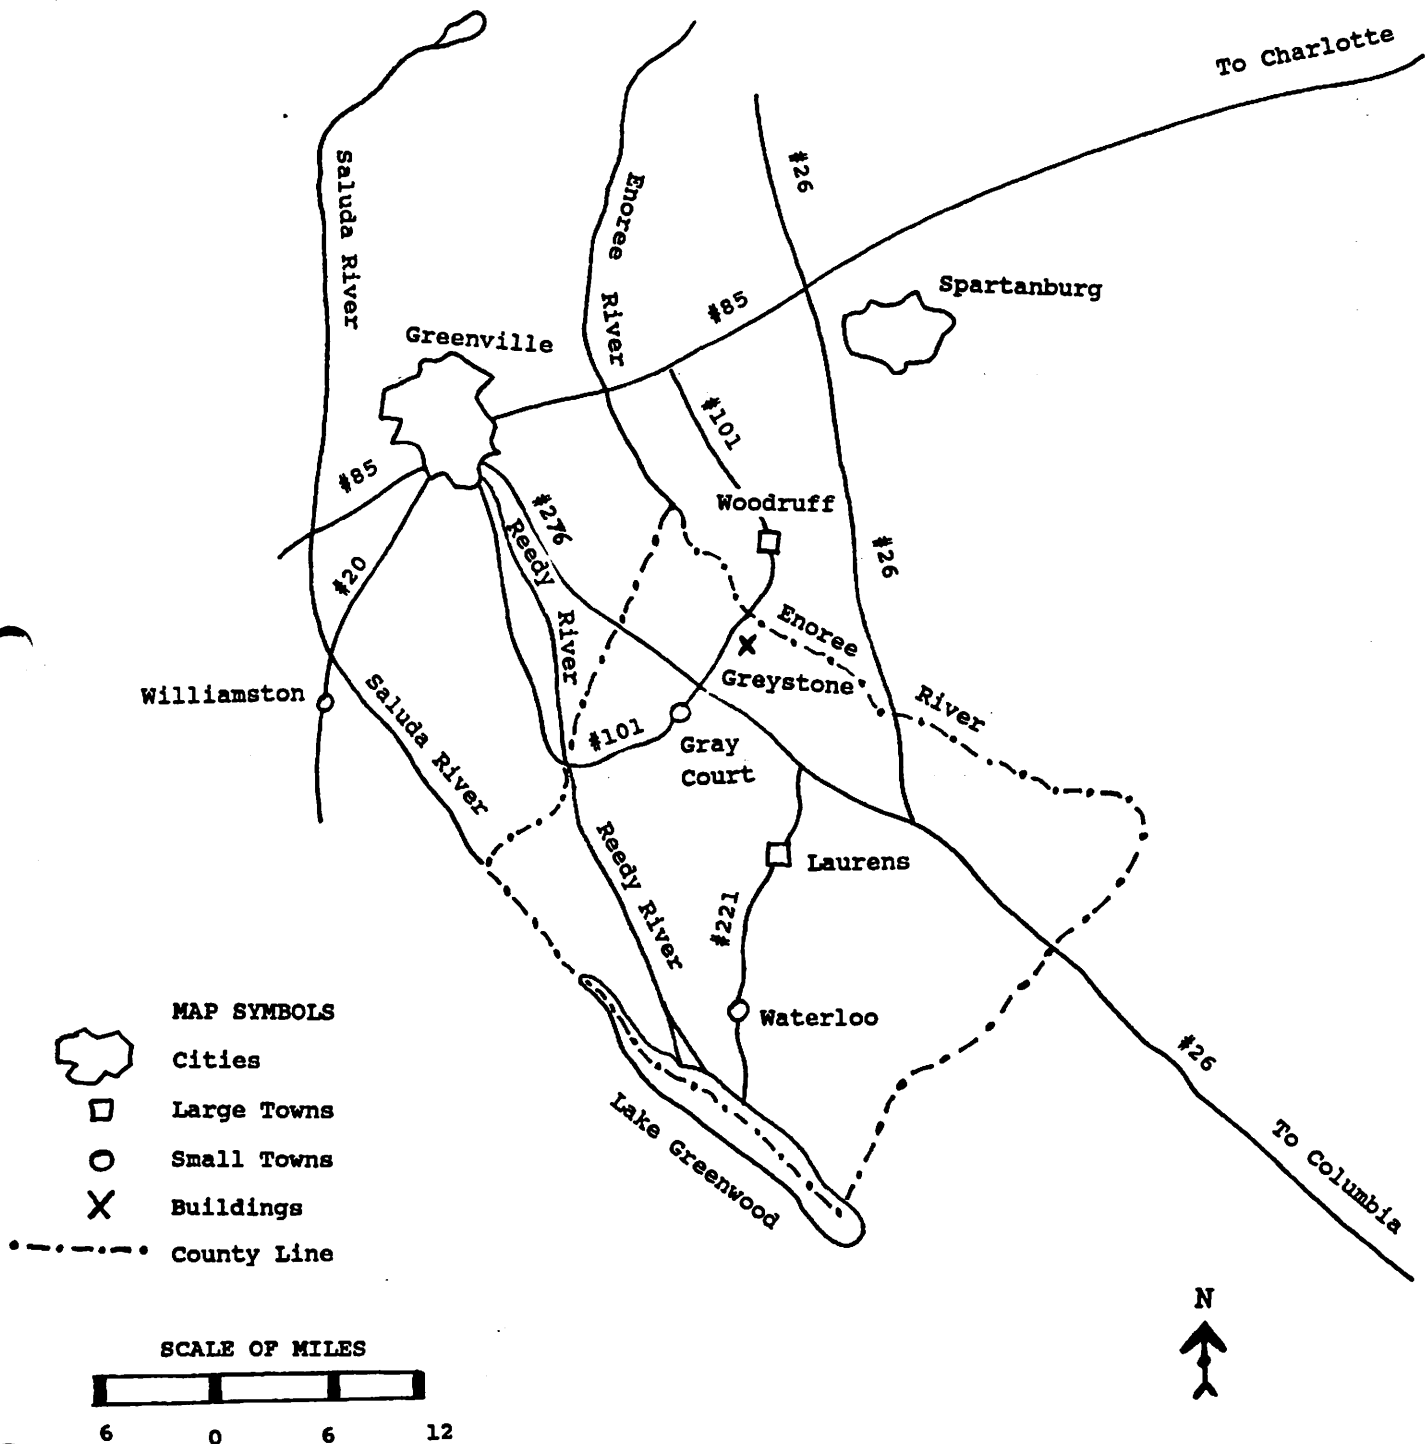 To Charlotte
#26
Saluda River
Enoree River
Spartanburg
#85
Greenville
#101
#85
Woodruff
#276
#26
Reedy River
#20
Enoree River
Greystone
Williamston
Saluda River
#101
Gray
Court
Reedy River
Laurens
#221
Waterloo
#26
Lake Greenwood
To Columbia
MAP SYMBOLS
Cities
Large Towns
Small Towns
Buildings
County Line
N
SCALE OF MILES
6 0 6 12